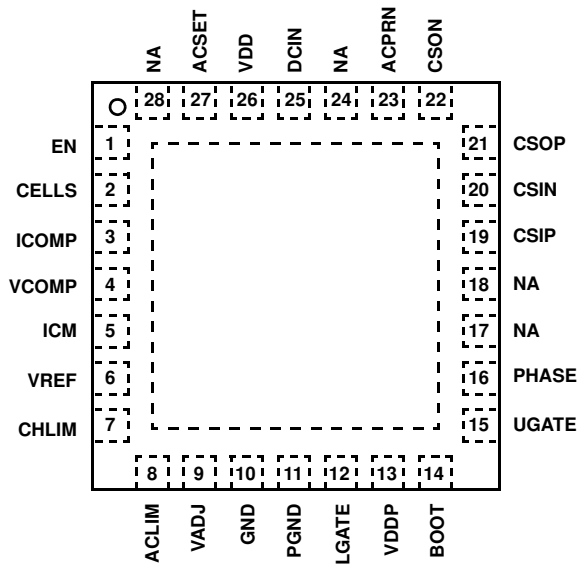 NA
ACSET
VDD
DCIN
NA
ACPRN
CSON
28
27
26
25
24
23
22
EN
1
CELLS
2
ICOMP
3
VCOMP
4
ICM
5
VREF
6
CHLIM
7
21
CSOP
20
CSIN
19
CSIP
18
NA
17
NA
16
PHASE
15
UGATE
8
9
10
11
12
13
14
ACLIM
VADJ
GND
PGND
LGATE
VDDP
BOOT